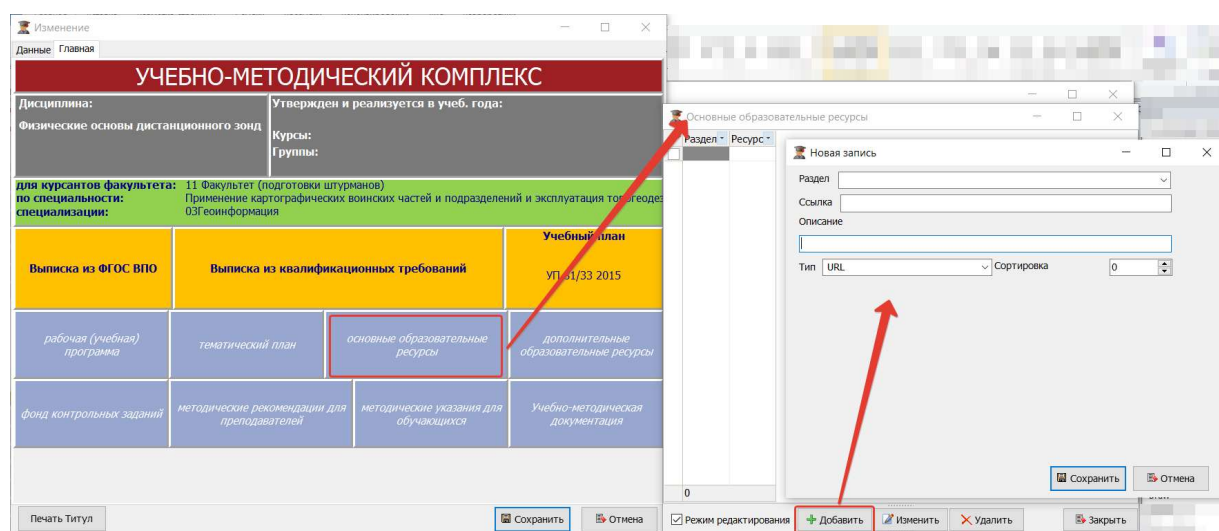 Изменение
Данные Главная
УЧЕБНО-МЕТОДИЧЕСКИЙ КОМПЛЕКС
Дисциплина:
Физические основы дистанционного зонд
Утвержден и реализуется в учеб. года:
Курсы:
Группы:
для курсантов факультета: 11 Факультет (подготовки штурманов)
по специальности: Применение картографических воинских частей и подразделений и эксплуатация топогеодез
специализации: 03Геоинформация
Выписка из ФГОС ВПО
Выписка из квалификационных требований
Учебный план
УП 31/33 2015
рабочая (учебная)
программа
тематический план
основные образовательные
ресурсы
дополнительные
образовательные ресурсы
фонд контрольных заданий
методические рекомендации для
преподавателей
методические указания для
обучающихся
Учебно-методическая
документация
Печать Титул
Сохранить
Отмена
Основные образовательные ресурсы
Раздел Ресурс
0
Режим редактирования
Добавить
Изменить
Удалить
Закрыть
Новая запись
Раздел
Ссылка
Описание
Тип URL Сортировка 0
Сохранить
Отмена